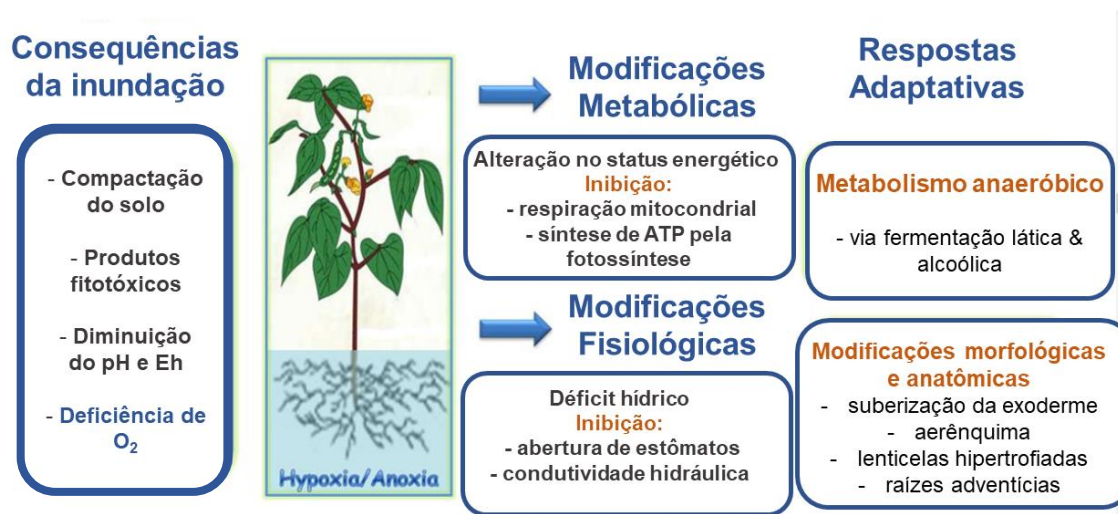 Consequências
da inundação
- Compactação
do solo
- Produtos
fitotóxicos
- Diminuição
do pH e Eh
- Deficiência de
O₂
Hypoxia/Anoxia
Modificações
Metabólicas
Alteração no status energético
Inibição:
- respiração mitocondrial
- síntese de ATP pela
fotossíntese
Modificações
Fisiológicas
Déficit hídrico
Inibição:
- abertura de estômatos
- condutividade hidráulica
Respostas
Adaptativas
Metabolismo anaeróbico
- via fermentação lática &
alcoólica
Modificações morfológicas
e anatômicas
- suberização da exoderme
- aerênquima
- lenticelas hipertrofiadas
- raízes adventícias